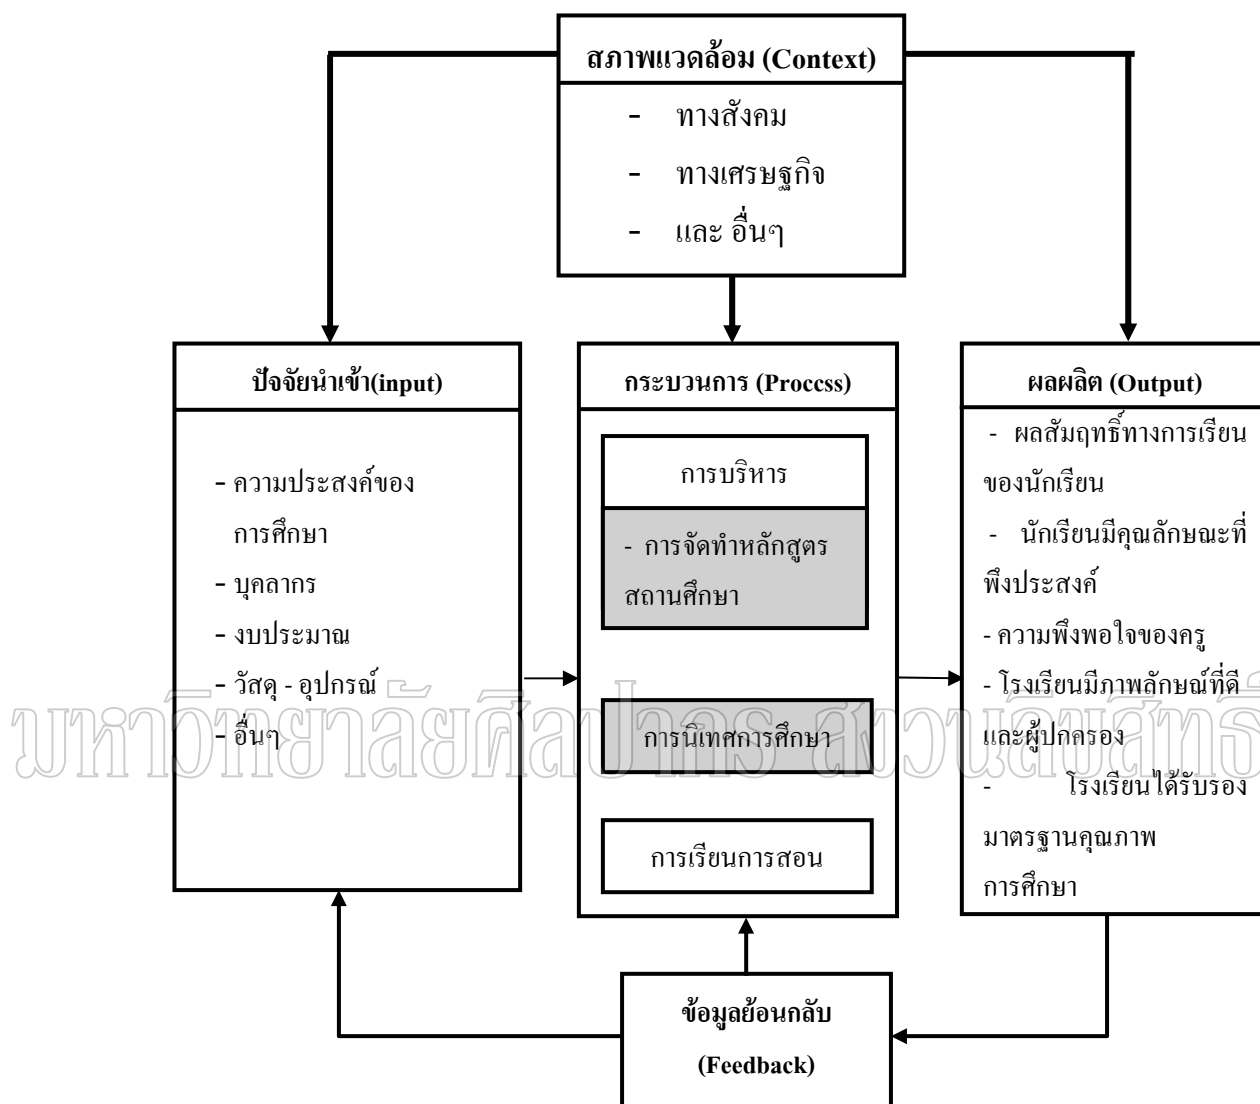 สภาพแวดล้อม (Context)
- ทางสังคม
- ทางเศรษฐกิจ
- และ อื่นๆ
ปัจจัยนำเข้า(input)
- ความประสงค์ของ
การศึกษา
- บุคลากร
- งบประมาณ
- วัสดุ - อุปกรณ์
- อื่นๆ
กระบวนการ (Proccss)
การบริหาร
- การจัดทำหลักสูตร
สถานศึกษา
การนิเทศการศึกษา
การเรียนการสอน
ผลผลิต (Output)
- ผลสัมฤทธิ์ทางการเรียน
ของนักเรียน
- นักเรียนมีคุณลักษณะที่
พึงประสงค์
- ความพึงพอใจของครู
- โรงเรียนมีภาพลักษณ์ที่ดี
และผู้ปกครอง
- โรงเรียนได้รับรอง
มาตรฐานคุณภาพ
การศึกษา
ข้อมูลย้อนกลับ
(Feedback)
มหาวิทยาลัยศิลปากร สงวนลิขสิทธิ์